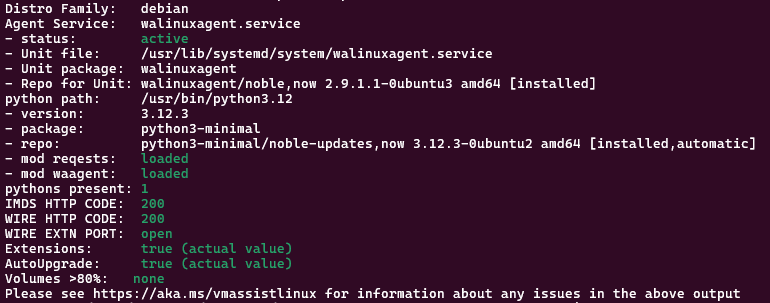 Distro Family:   debian
Agent Service:   walinuxagent.service
- status:        active
- Unit file:     /usr/lib/systemd/system/walinuxagent.service
- Unit package:  walinuxagent
- Repo for Unit: walinuxagent/noble,now 2.9.1.1-0ubuntu3 amd64 [installed]
python path:     /usr/bin/python3.12
- version:       3.12.3
- package:       python3-minimal
- repo:          python3-minimal/noble-updates,now 3.12.3-0ubuntu2 amd64 [installed,automatic]
- mod reqests:   loaded
- mod waagent:   loaded
pythons present: 1
IMDS HTTP CODE:  200
WIRE HTTP CODE:  200
WIRE EXTN PORT:  open
Extensions:      true (actual value)
AutoUpgrade:     true (actual value)
Volumes >80%:   none
Please see https://aka.ms/vmassistlinux for information about any issues in the above output